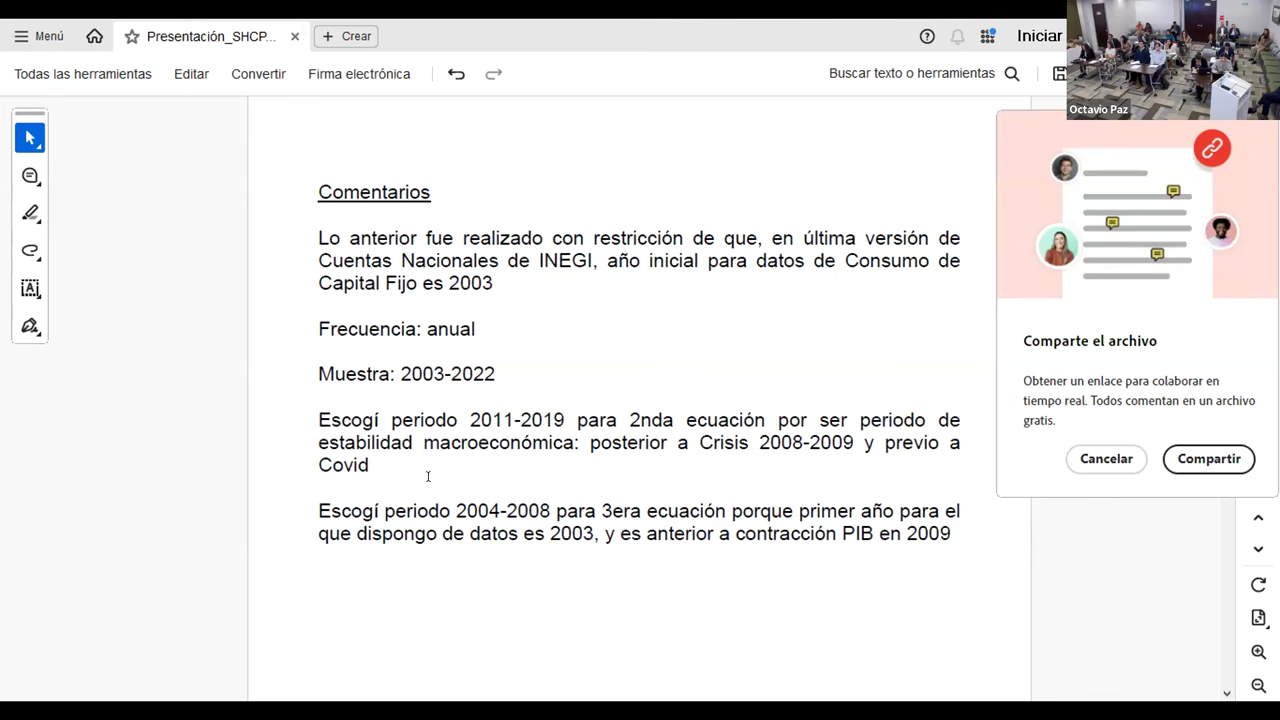 Menú
Presentación_SHCP...
Crear
Iniciar
Octavio Paz
Todas las herramientas
Editar
Convertir
Firma electrónica
Buscar texto o herramientas
Comentarios
Lo anterior fue realizado con restricción de que, en última versión de
Cuentas Nacionales de INEGI, año inicial para datos de Consumo de
Capital Fijo es 2003
Frecuencia: anual
Muestra: 2003-2022
Escogí periodo 2011-2019 para 2nda ecuación por ser periodo de
estabilidad macroeconómica: posterior a Crisis 2008-2009 y previo a
Covid
Escogí periodo 2004-2008 para 3era ecuación porque primer año para el
que dispongo de datos es 2003, y es anterior a contracción PIB en 2009
Comparte el archivo
Obtener un enlace para colaborar en
tiempo real. Todos comentan en un archivo
gratis.
Cancelar
Compartir